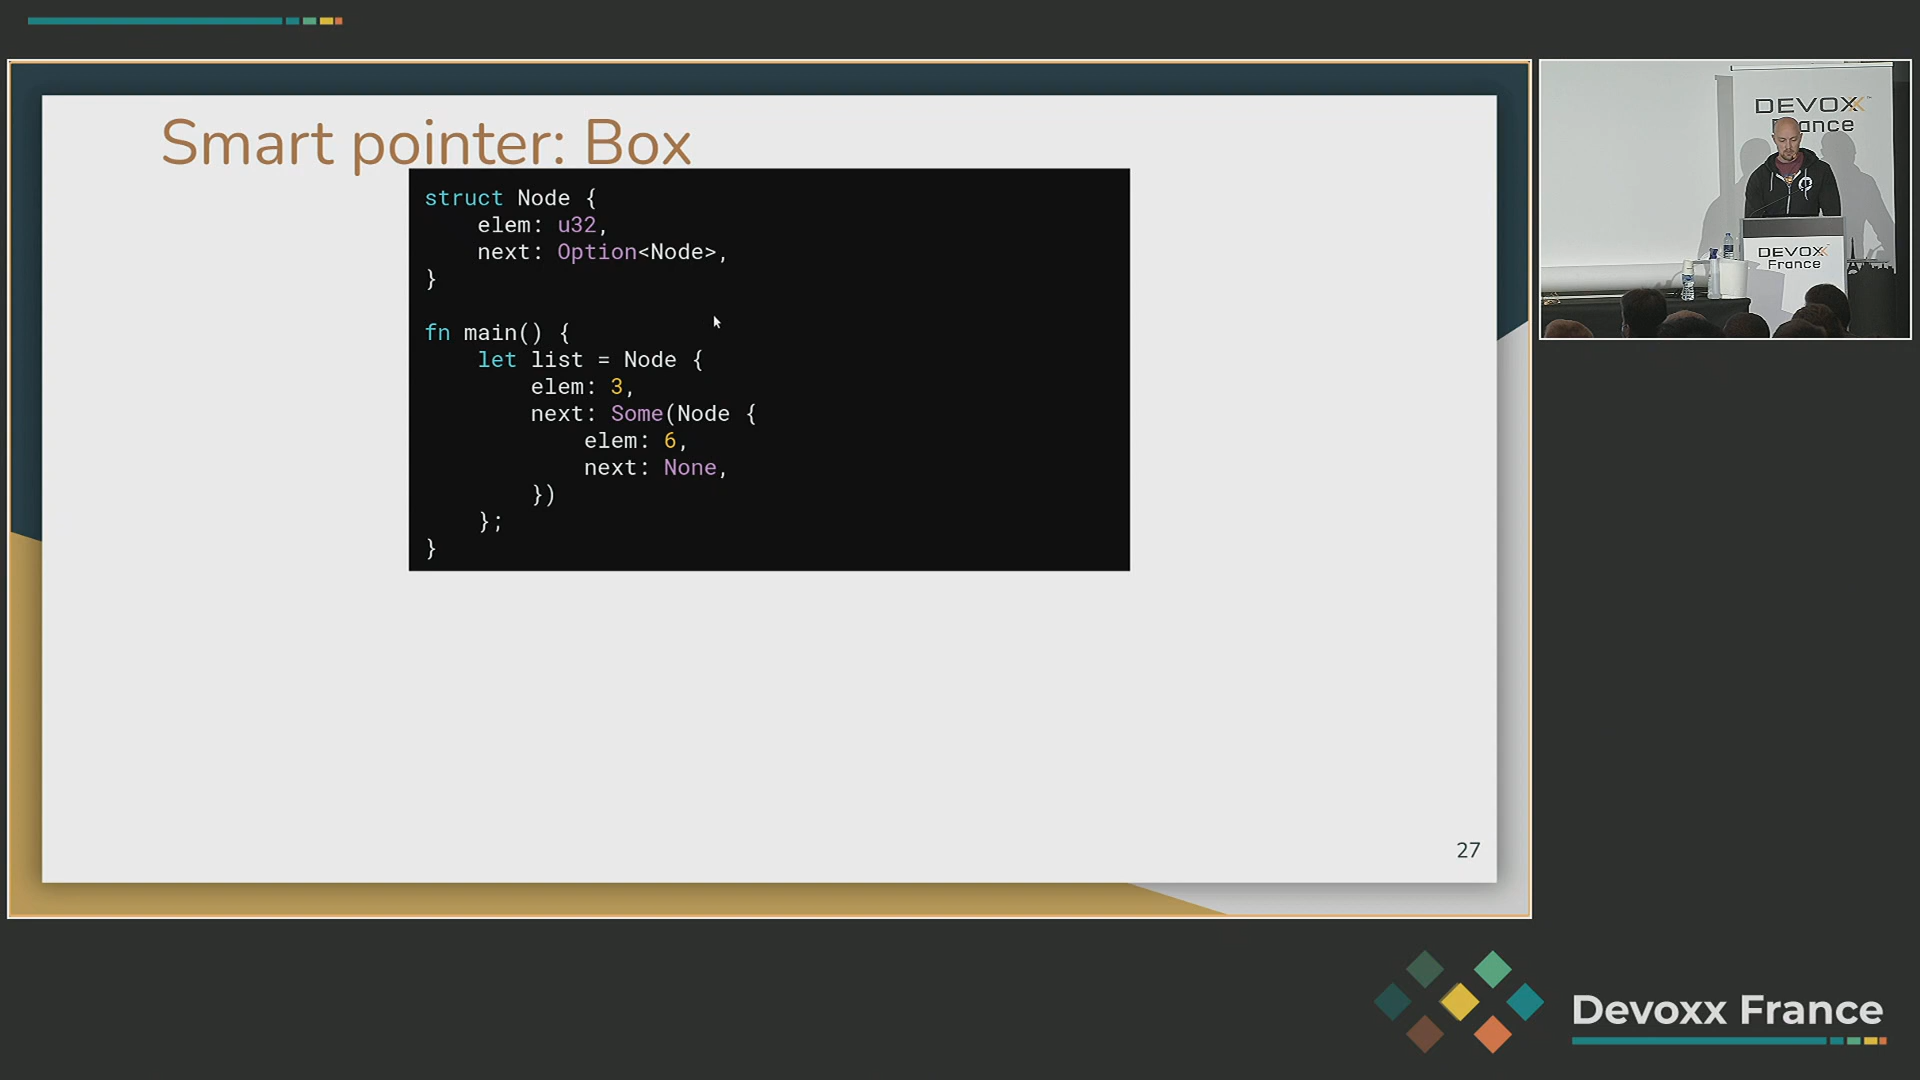 Smart pointer: Box
struct Node {
    elem: u32,
    next: Option<Node>,
}
fn main() {
    let list = Node {
        elem: 3,
        next: Some(Node {
            elem: 6,
            next: None,
        })
    };
}
27
DEVOXX
France
DEVOXX
France
Devoxx France